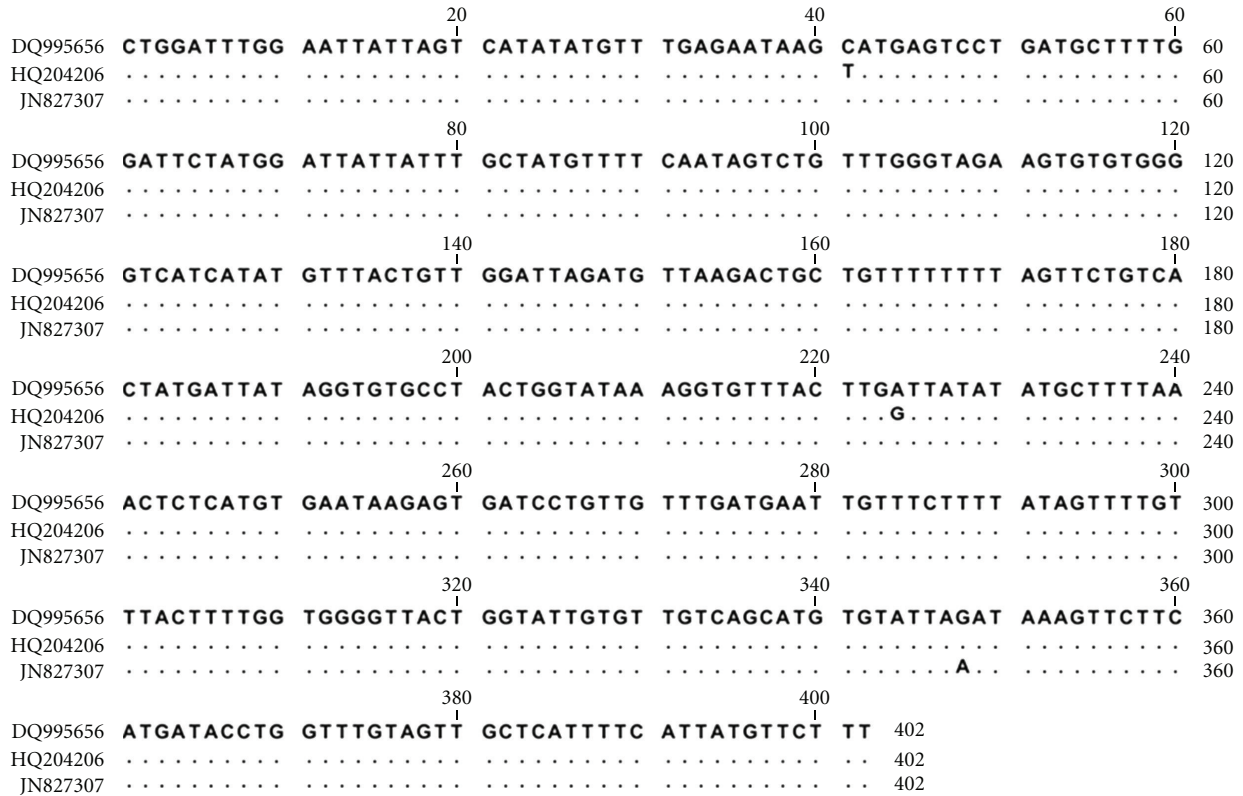 20 40 60
DQ995656 CTGGATTTGG AATTATTAGT CATATATGTT TGAGAATAAG CATGAGTCCT GATGCTTTTG 60
HQ204206 .......... .......... .......... .......... T......... .......... 60
JN827307 .......... .......... .......... .......... .......... .......... 60
80 100 120
DQ995656 GATTCTATGG ATTATTATTT GCTATGTTTT CAATAGTCTG TTTGGGTAGA AGTGTGTGGG 120
HQ204206 .......... .......... .......... .......... .......... .......... 120
JN827307 .......... .......... .......... .......... .......... .......... 120
140 160 180
DQ995656 GTCATCATAT GTTTACTGTT GGATTAGATG TTAAGACTGC TGTTTTTTTT AGTTCTGTCA 180
HQ204206 .......... .......... .......... .......... .......... .......... 180
JN827307 .......... .......... .......... .......... .......... .......... 180
200 220 240
DQ995656 CTATGATTAT AGGTGTGCCT ACTGGTATAA AGGTGTTTAC TTGATTATAT ATGCTTTTAA 240
HQ204206 .......... .......... .......... .......... ...G...... .......... 240
JN827307 .......... .......... .......... .......... .......... .......... 240
260 280 300
DQ995656 ACTCTCATGT GAATAAGAGT GATCCTGTTG TTTGATGAAT TGTTTCTTTT ATAGTTTTGT 300
HQ204206 .......... .......... .......... .......... .......... .......... 300
JN827307 .......... .......... .......... .......... .......... .......... 300
320 340 360
DQ995656 TTACTTTTGG TGGGGTTACT GGTATTGTGT TGTCAGCATG TGTATTAGAT AAAGTTCTTC 360
HQ204206 .......... .......... .......... .......... .......... .......... 360
JN827307 .......... .......... .......... .......... .......A.. .......... 360
380 400
DQ995656 ATGATACCTG GTTTGTAGTT GCTCATTTTC ATTATGTTCT TT 402
HQ204206 .......... .......... .......... .......... .. 402
JN827307 .......... .......... .......... .......... .. 402